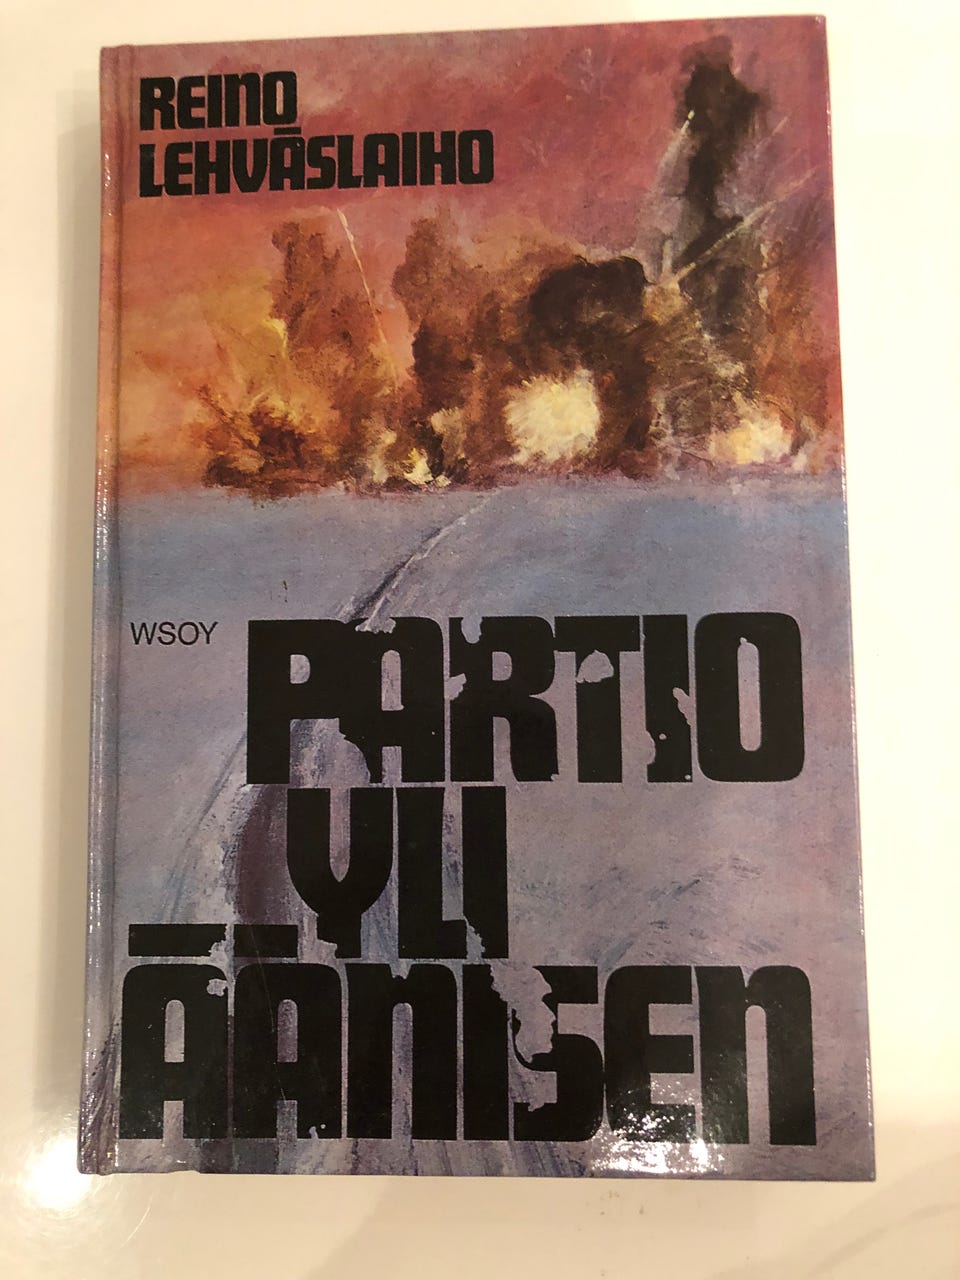 REINO
LEHVÄSLAIHO
WSOY
PARTIO
YLI
ÄÄNISEN